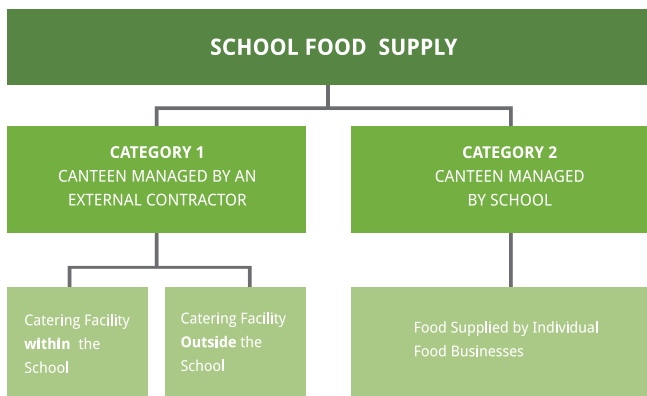 SCHOOL FOOD SUPPLY
CATEGORY 1
CANTEEN MANAGED BY AN
EXTERNAL CONTRACTOR
CATEGORY 2
CANTEEN MANAGED
BY SCHOOL
Catering Facility
within the
School
Catering Facility
Outside the
School
Food Supplied by Individual
Food Businesses